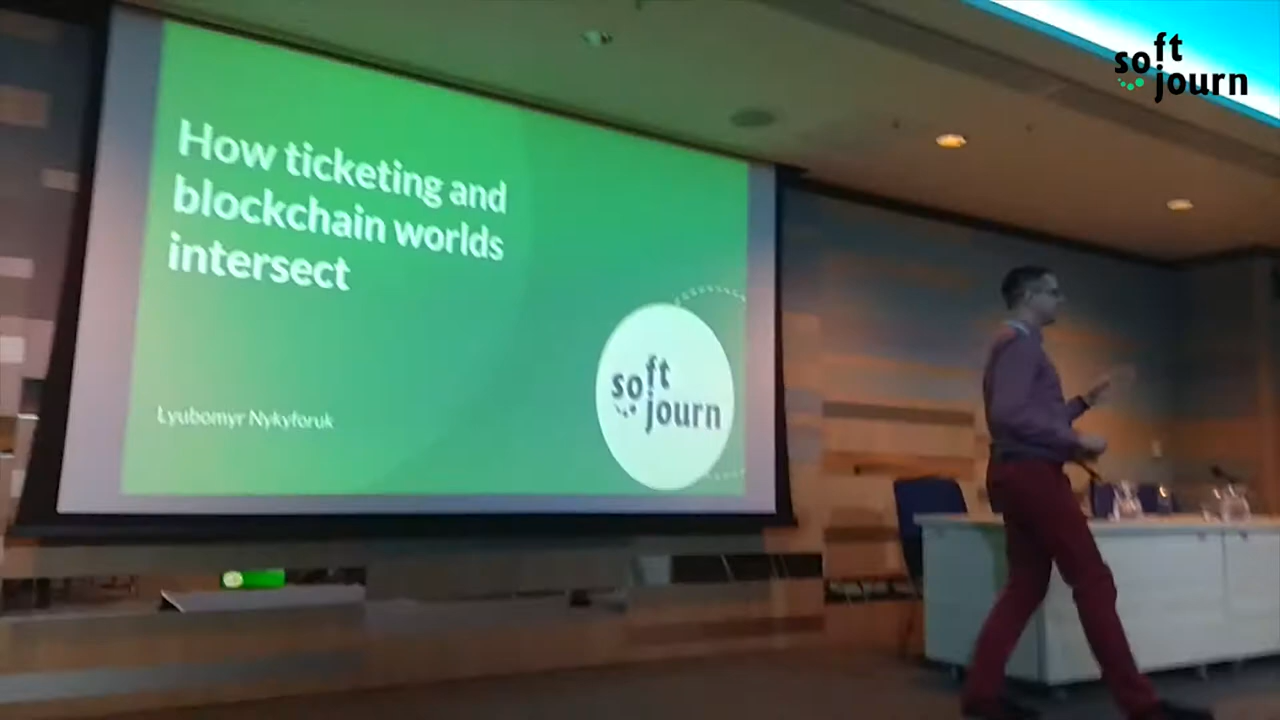 soft
journ
How ticketing and
blockchain worlds
intersect
Lyubomyr Nykyforuk
soft
journ